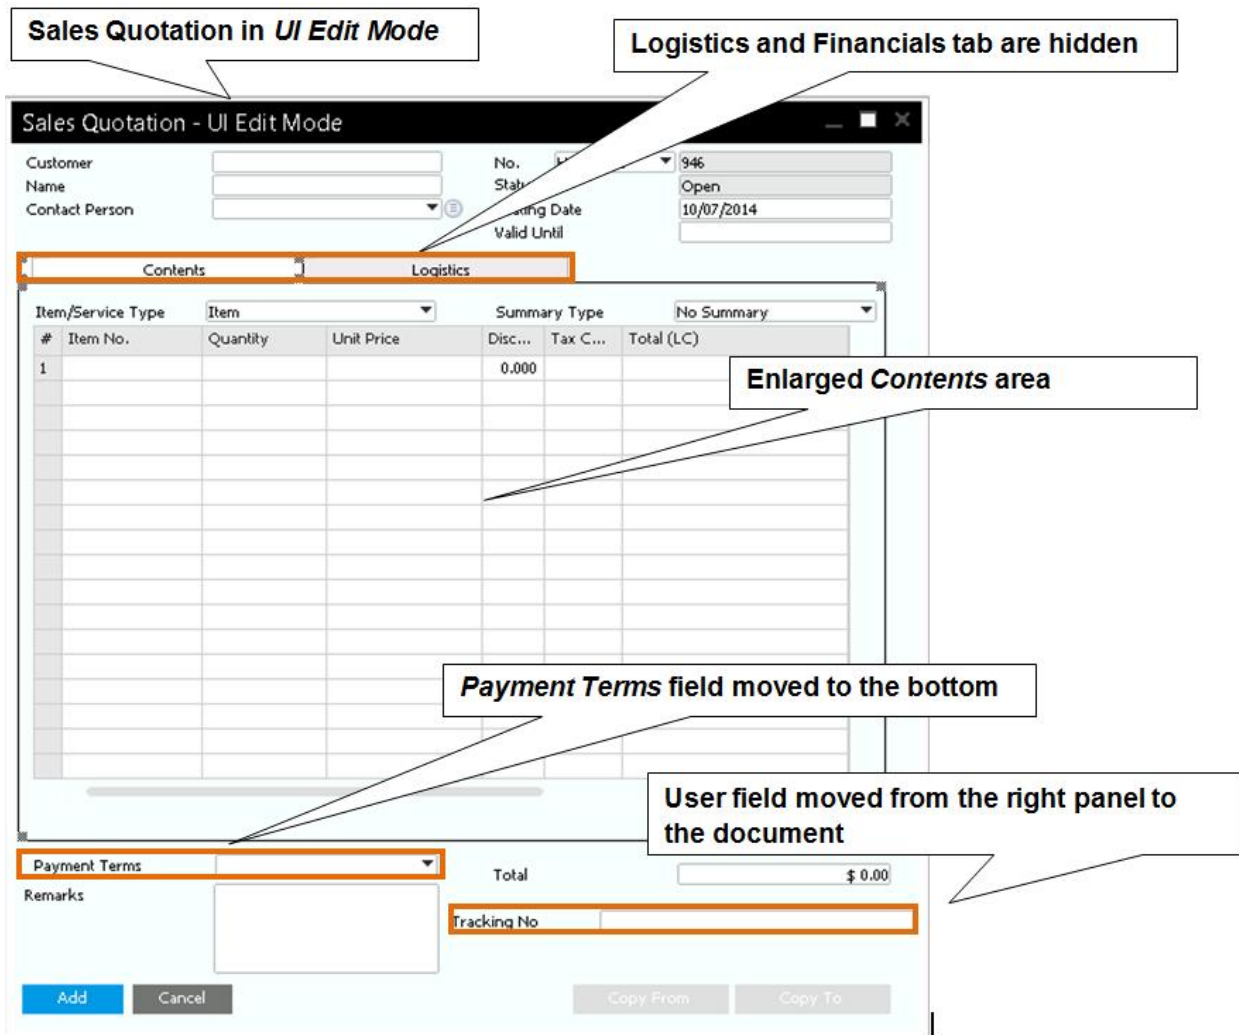 Sales Quotation in UI Edit Mode
Logistics and Financials tab are hidden
Sales Quotation - UI Edit Mode
Customer
No.
946
Name
Open
Contact Person
Date
10/07/2014
Valid Until
Contents
Logistics
Item/Service Type
Item
Summary Type
No Summary
# Item No. Quantity Unit Price Disc... Tax C... Total (LC)
1 0.000
Enlarged Contents area
Payment Terms field moved to the bottom
User field moved from the right panel to
the document
Payment Terms
Total
$ 0.00
Remarks
Tracking No
Add
Cancel
Copy From
Copy To